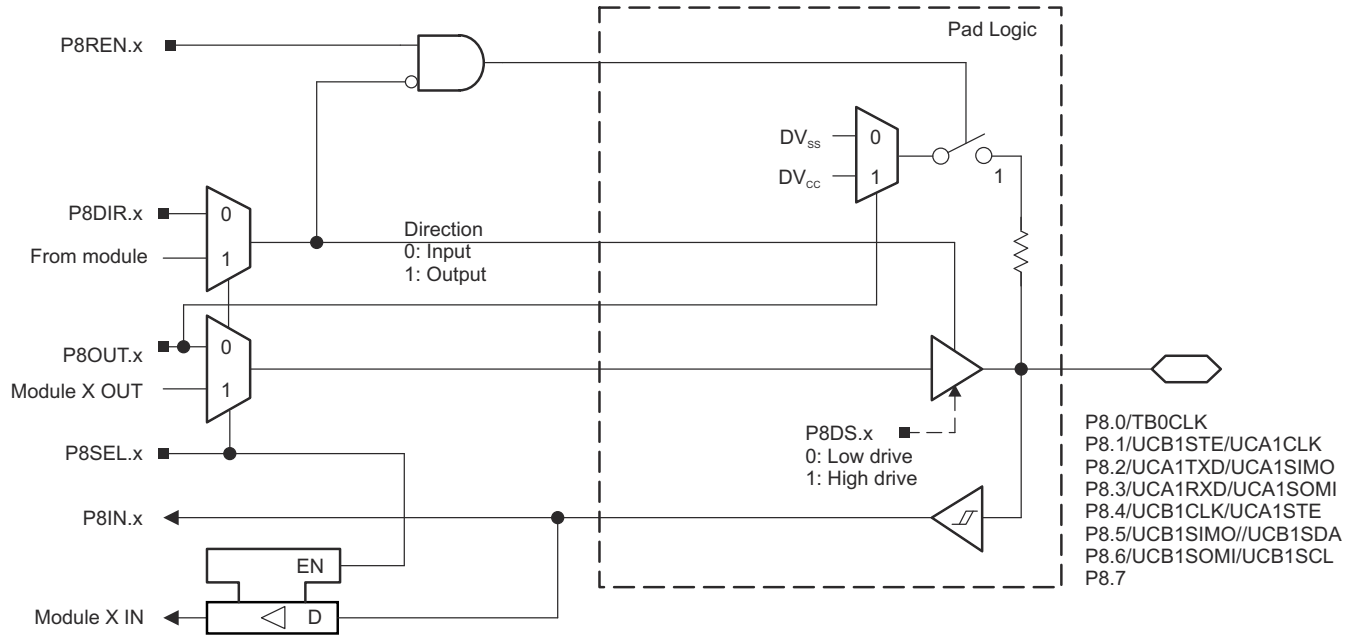 Pad Logic
P8REN.x
DVSS
0
DVCC
1
1
P8DIR.x
0
From module
1
Direction
0: Input
1: Output
P8OUT.x
0
Module X OUT
1
P8SEL.x
P8DS.x
0: Low drive
1: High drive
P8.0/TB0CLK
P8.1/UCB1STE/UCA1CLK
P8.2/UCA1TXD/UCA1SIMO
P8.3/UCA1RXD/UCA1SOMI
P8.4/UCB1CLK/UCA1STE
P8.5/UCB1SIMO//UCB1SDA
P8.6/UCB1SOMI/UCB1SCL
P8.7
P8IN.x
EN
Module X IN
D